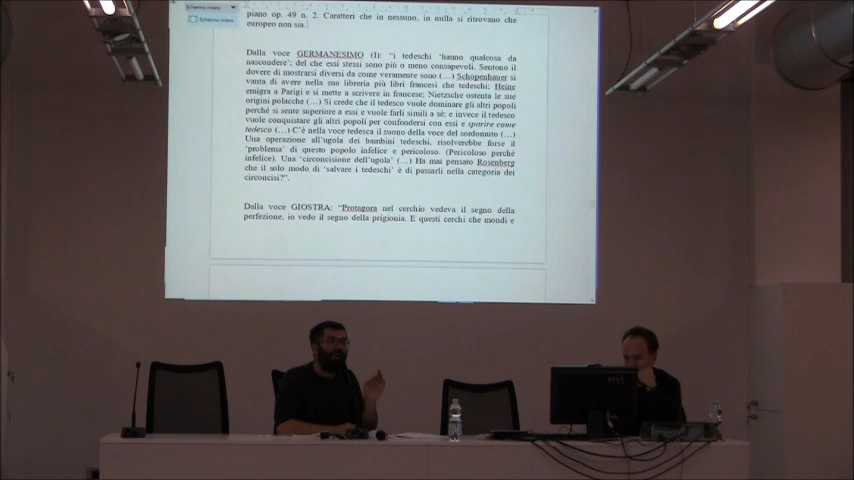 Schermo intero
Schermo intero
piano op. 49 n. 2. Caratteri che in nessuno, in nulla si ritrovano che
europeo non sia.
Dalla voce GERMANESIMO (I): "i tedeschi 'hanno qualcosa da
nascondere'; del che essi stessi sono più o meno consapevoli. Sentono il
dovere di mostrarsi diversi da come veramente sono (...) Schopenhauer si
vanta di avere nella sua libreria più libri francesi che tedeschi; Heine
emigra a Parigi e si mette a scrivere in francese; Nietzsche ostenta le sue
origini polacche (...) Si crede che il tedesco vuole dominare gli altri popoli
perché si sente superiore a essi e vuole farli simili a sé; e invece il tedesco
vuole conquistare gli altri popoli per confondersi con essi e sparire come
tedesco (...) C'è nella voce tedesca il suono della voce del sordomuto (...)
Una operazione all'ugola dei bambini tedeschi, risolverebbe forse il
'problema' di questo popolo infelice e pericoloso. (Pericoloso perché
infelice). Una 'circoncisione dell'ugola' (...) Ha mai pensato Rosenberg
che il solo modo di 'salvare i tedeschi' è di passarli nella categoria dei
circoncisi?".
Dalla voce GIOSTRA: "Protagora nel cerchio vedeva il segno della
perfezione, io vedo il segno della prigionia. E questi cerchi che mondi e